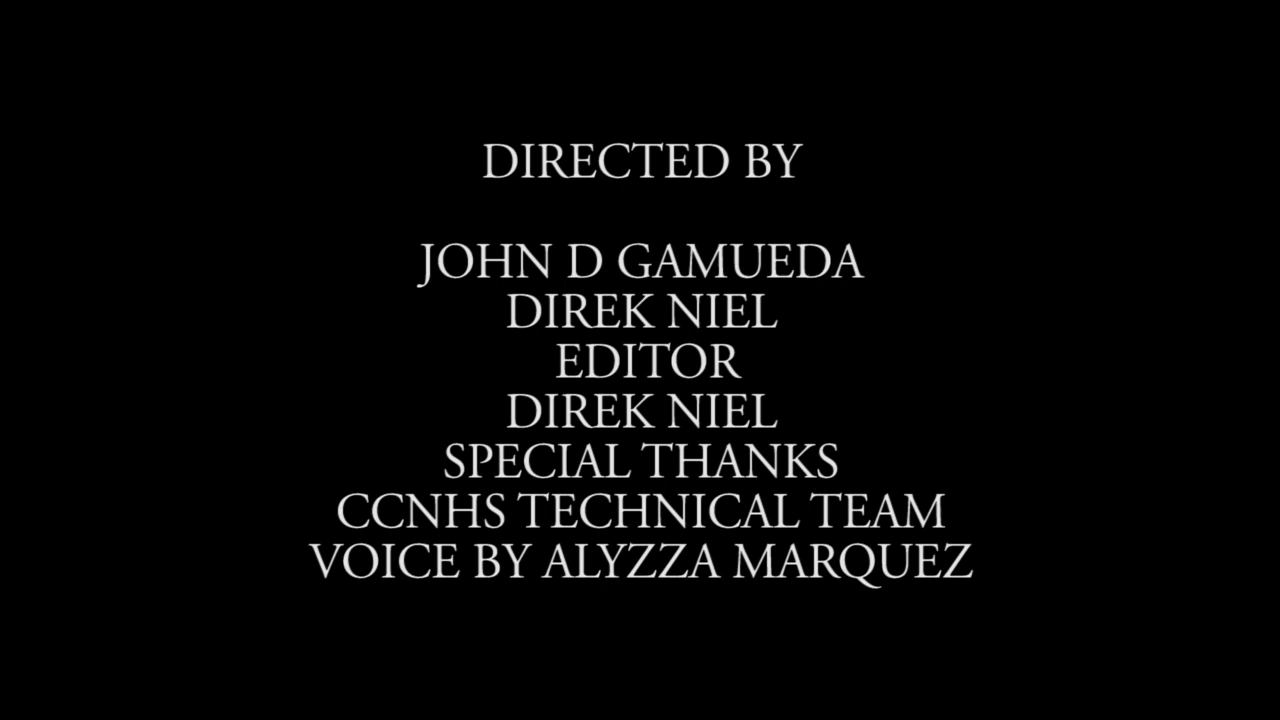 DIRECTED BY
JOHN D GAMUEDA
DIREK NIEL
EDITOR
DIREK NIEL
SPECIAL THANKS
CCNHS TECHNICAL TEAM
VOICE BY ALYZZA MARQUEZ